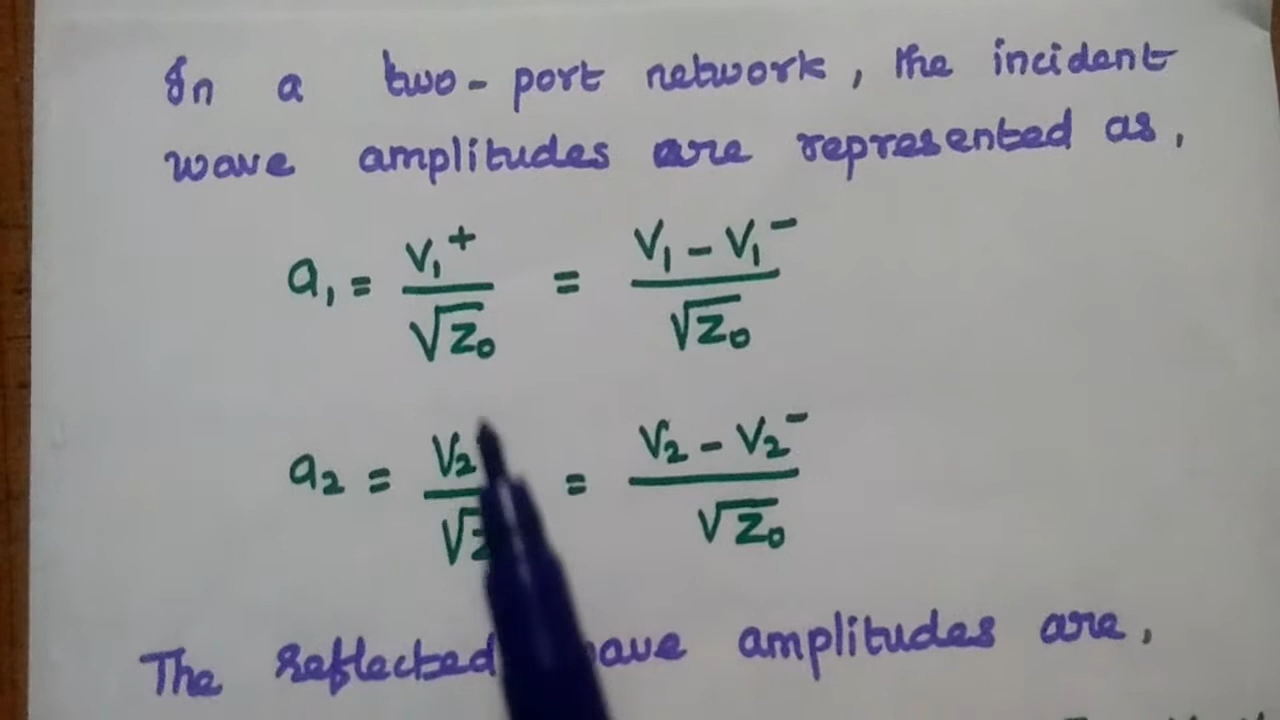 In a two-port network, the incident
wave amplitudes are represented as,
a₁ = V₁⁺/√Z₀ = V₁ - V₁⁻/√Z₀
a₂ = V₂/√ = V₂ - V₂⁻/√Z₀
The reflected amplitudes are,